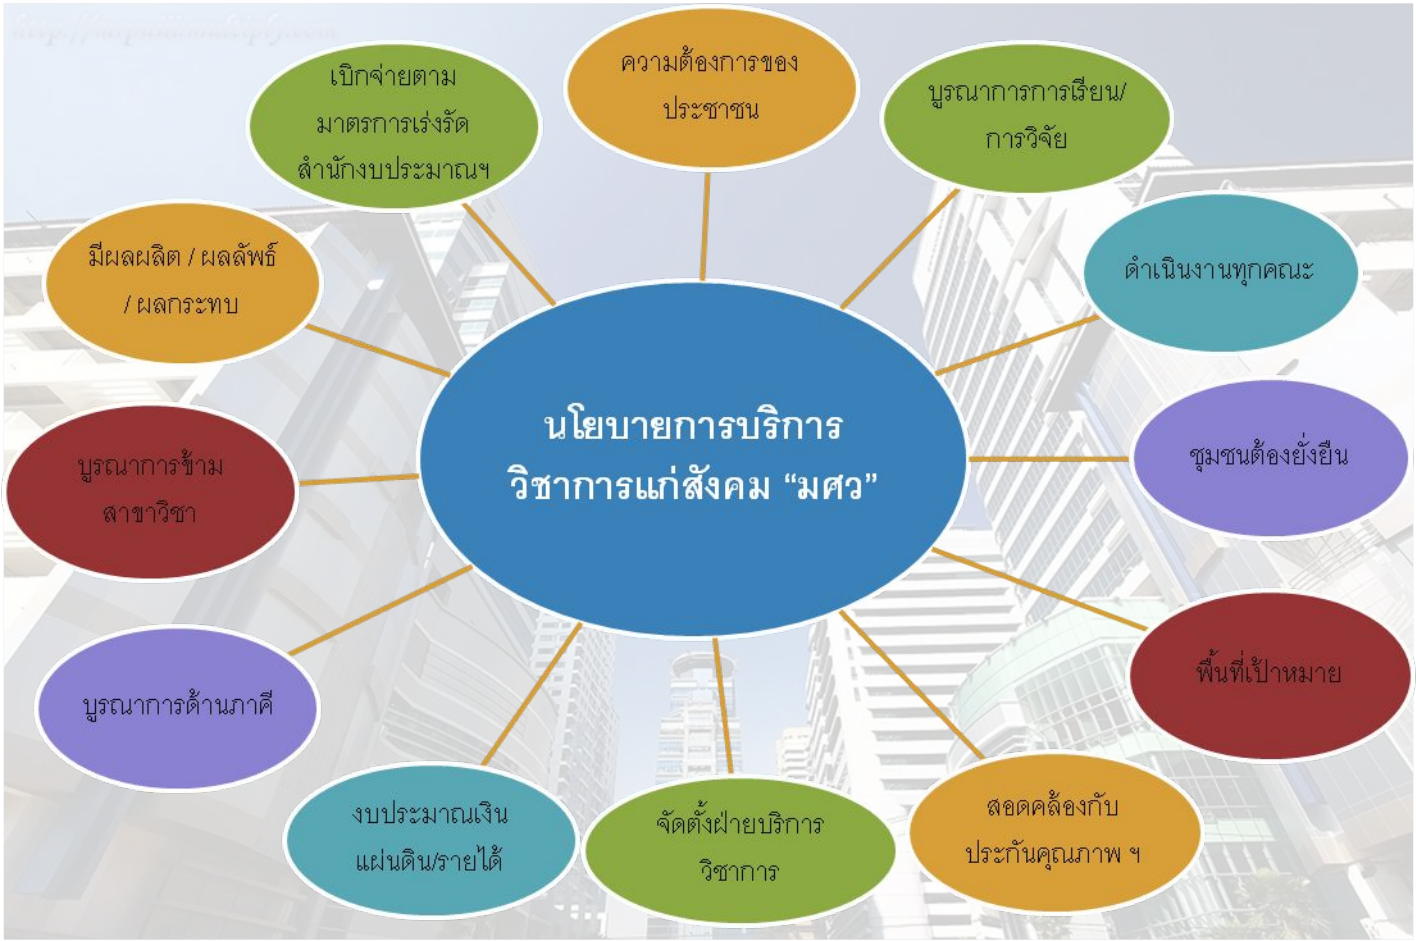 ความต้องการของ
ประชาชน
บูรณาการการเรียน/
การวิจัย
ดำเนินงานทุกคณะ
ชุมชนต้องยั่งยืน
พื้นที่เป้าหมาย
สอดคล้องกับ
ประกันคุณภาพ ฯ
จัดตั้งฝ่ายบริการ
วิชาการ
งบประมาณเงิน
แผ่นดิน/รายได้
บูรณาการด้านภาคี
บูรณาการข้าม
สาขาวิชา
มีผลผลิต / ผลลัพธ์
/ ผลกระทบ
เบิกจ่ายตาม
มาตรการเร่งรัด
สำนักงบประมาณฯ
นโยบายการบริการ
วิชาการแก่สังคม “มศว”